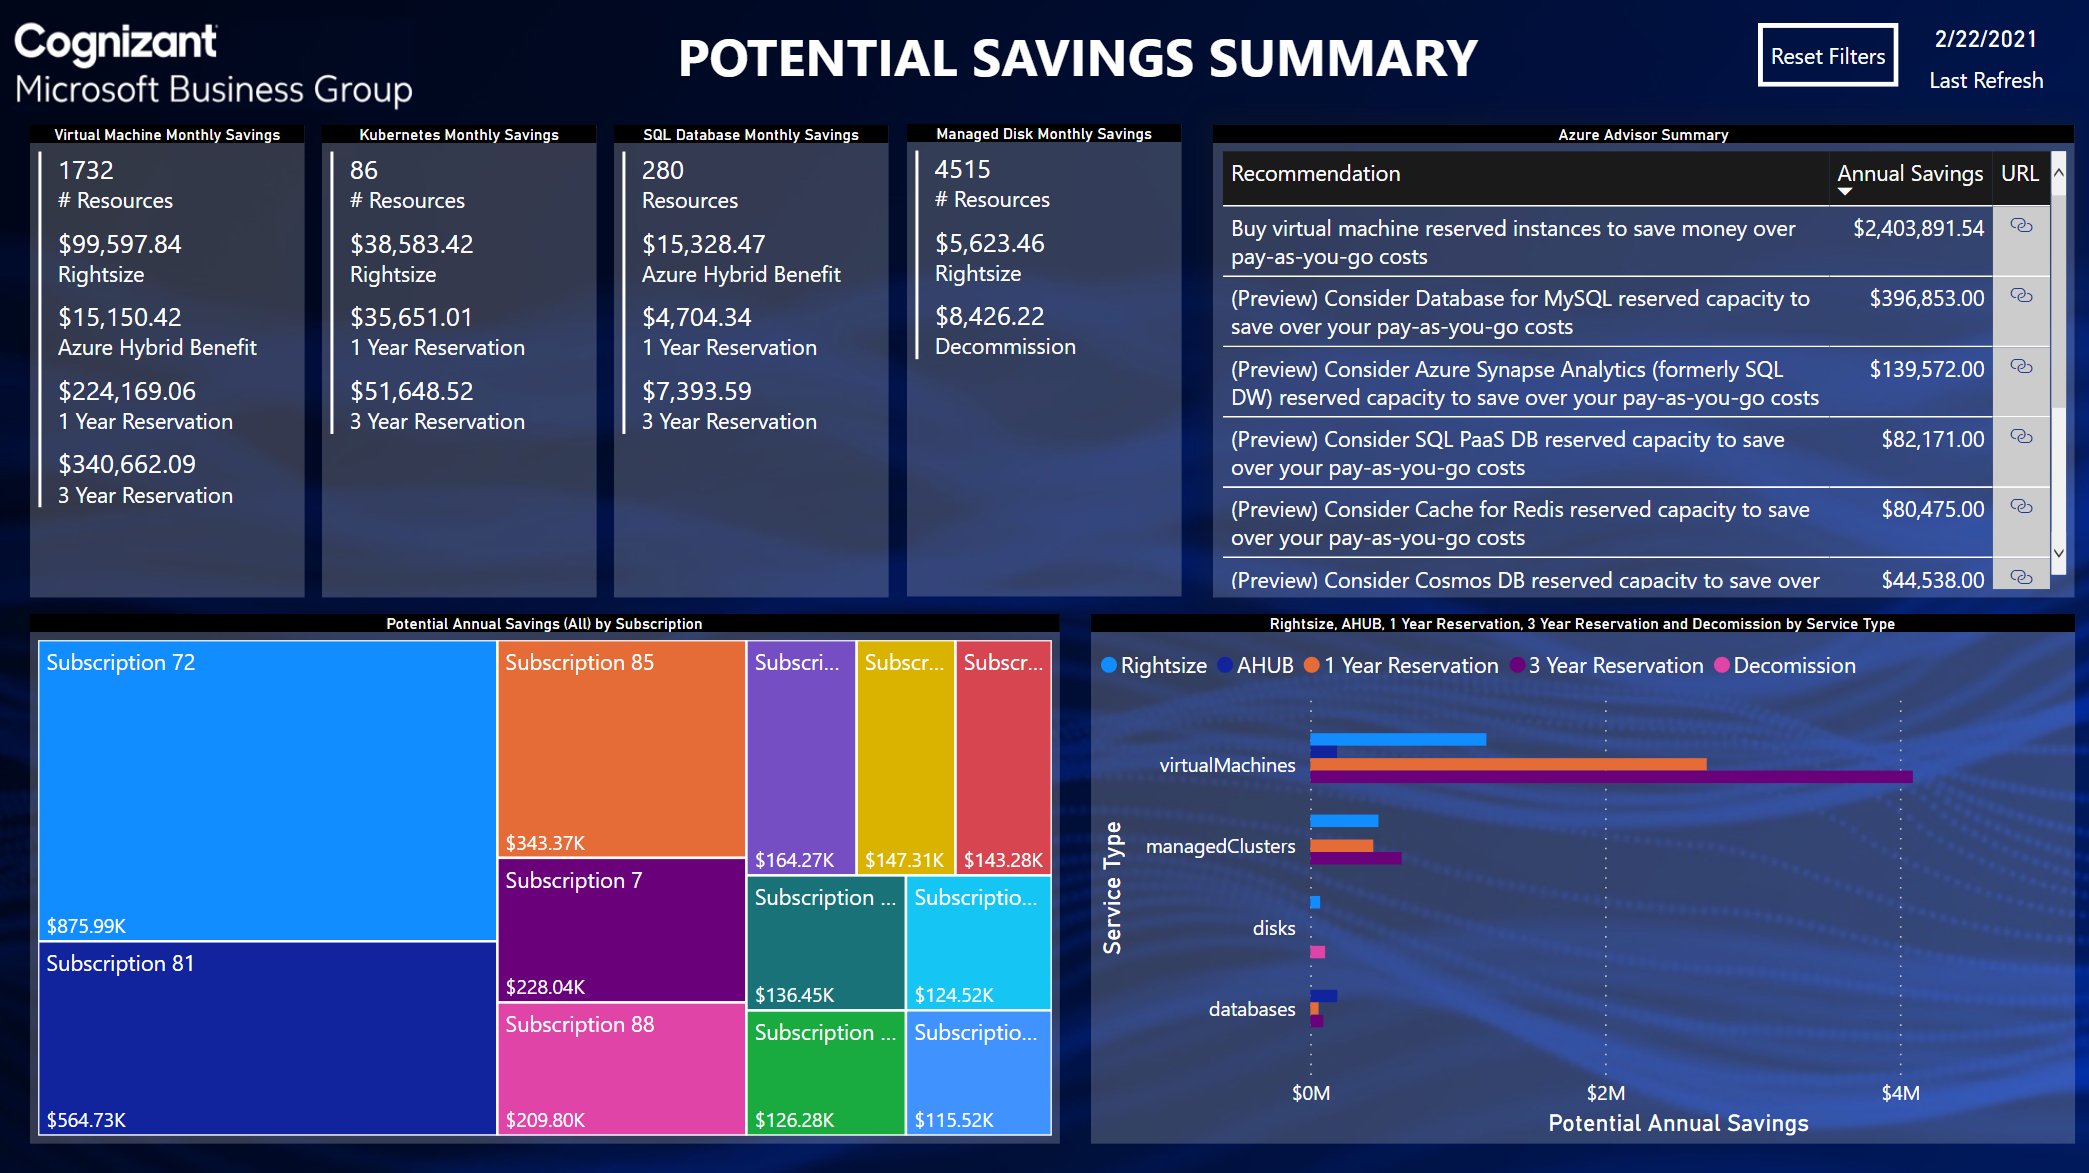 Cognizant
Microsoft Business Group
POTENTIAL SAVINGS SUMMARY
Reset Filters
2/22/2021
Last Refresh
Virtual Machine Monthly Savings
1732
# Resources
$99,597.84
Rightsize
$15,150.42
Azure Hybrid Benefit
$224,169.06
1 Year Reservation
$340,662.09
3 Year Reservation
Kubernetes Monthly Savings
86
# Resources
$38,583.42
Rightsize
$35,651.01
1 Year Reservation
$51,648.52
3 Year Reservation
SQL Database Monthly Savings
280
Resources
$15,328.47
Azure Hybrid Benefit
$4,704.34
1 Year Reservation
$7,393.59
3 Year Reservation
Managed Disk Monthly Savings
4515
# Resources
$5,623.46
Rightsize
$8,426.22
Decommission
Azure Advisor Summary
Recommendation Annual Savings URL
Buy virtual machine reserved instances to save money over $2,403,891.54
pay-as-you-go costs
(Preview) Consider Database for MySQL reserved capacity to $396,853.00
save over your pay-as-you-go costs
(Preview) Consider Azure Synapse Analytics (formerly SQL $139,572.00
DW) reserved capacity to save over your pay-as-you-go costs
(Preview) Consider SQL PaaS DB reserved capacity to save $82,171.00
over your pay-as-you-go costs
(Preview) Consider Cache for Redis reserved capacity to save $80,475.00
over your pay-as-you-go costs
(Preview) Consider Cosmos DB reserved capacity to save over $44,538.00
Potential Annual Savings (All) by Subscription
Subscription 72
$875.99K
Subscription 81
$564.73K
Subscription 85
$343.37K
Subscription 7
$228.04K
Subscription 88
$209.80K
Subscri...
$164.27K
Subscr...
$147.31K
Subscr...
$143.28K
Subscription ...
$136.45K
Subscriptio...
$124.52K
Subscription ...
$126.28K
Subscriptio...
$115.52K
Rightsize, AHUB, 1 Year Reservation, 3 Year Reservation and Decomission by Service Type
Rightsize AHUB 1 Year Reservation 3 Year Reservation Decomission
Service Type
virtualMachines
managedClusters
disks
databases
$0M $2M $4M
Potential Annual Savings